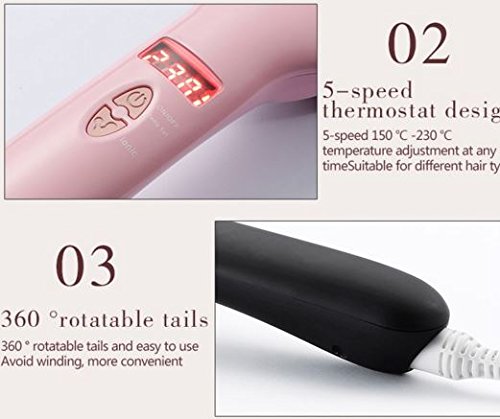 02
5-speed
thermostat desig
5-speed 150 ℃ -230 ℃
temperature adjustment at any
timeSuitable for different hair ty
ionic
03
360 °rotatable tails
360 ° rotatable tails and easy to use
Avoid winding, more convenient